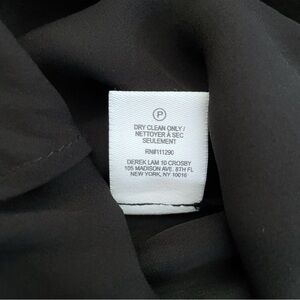 P
DRY CLEAN ONLY/
NETTOYER À SEC
SEULEMENT
RN#111290
DEREK LAM 10 CROSBY
105 MADISON AVE. 8TH FL
NEW YORK, NY 10016